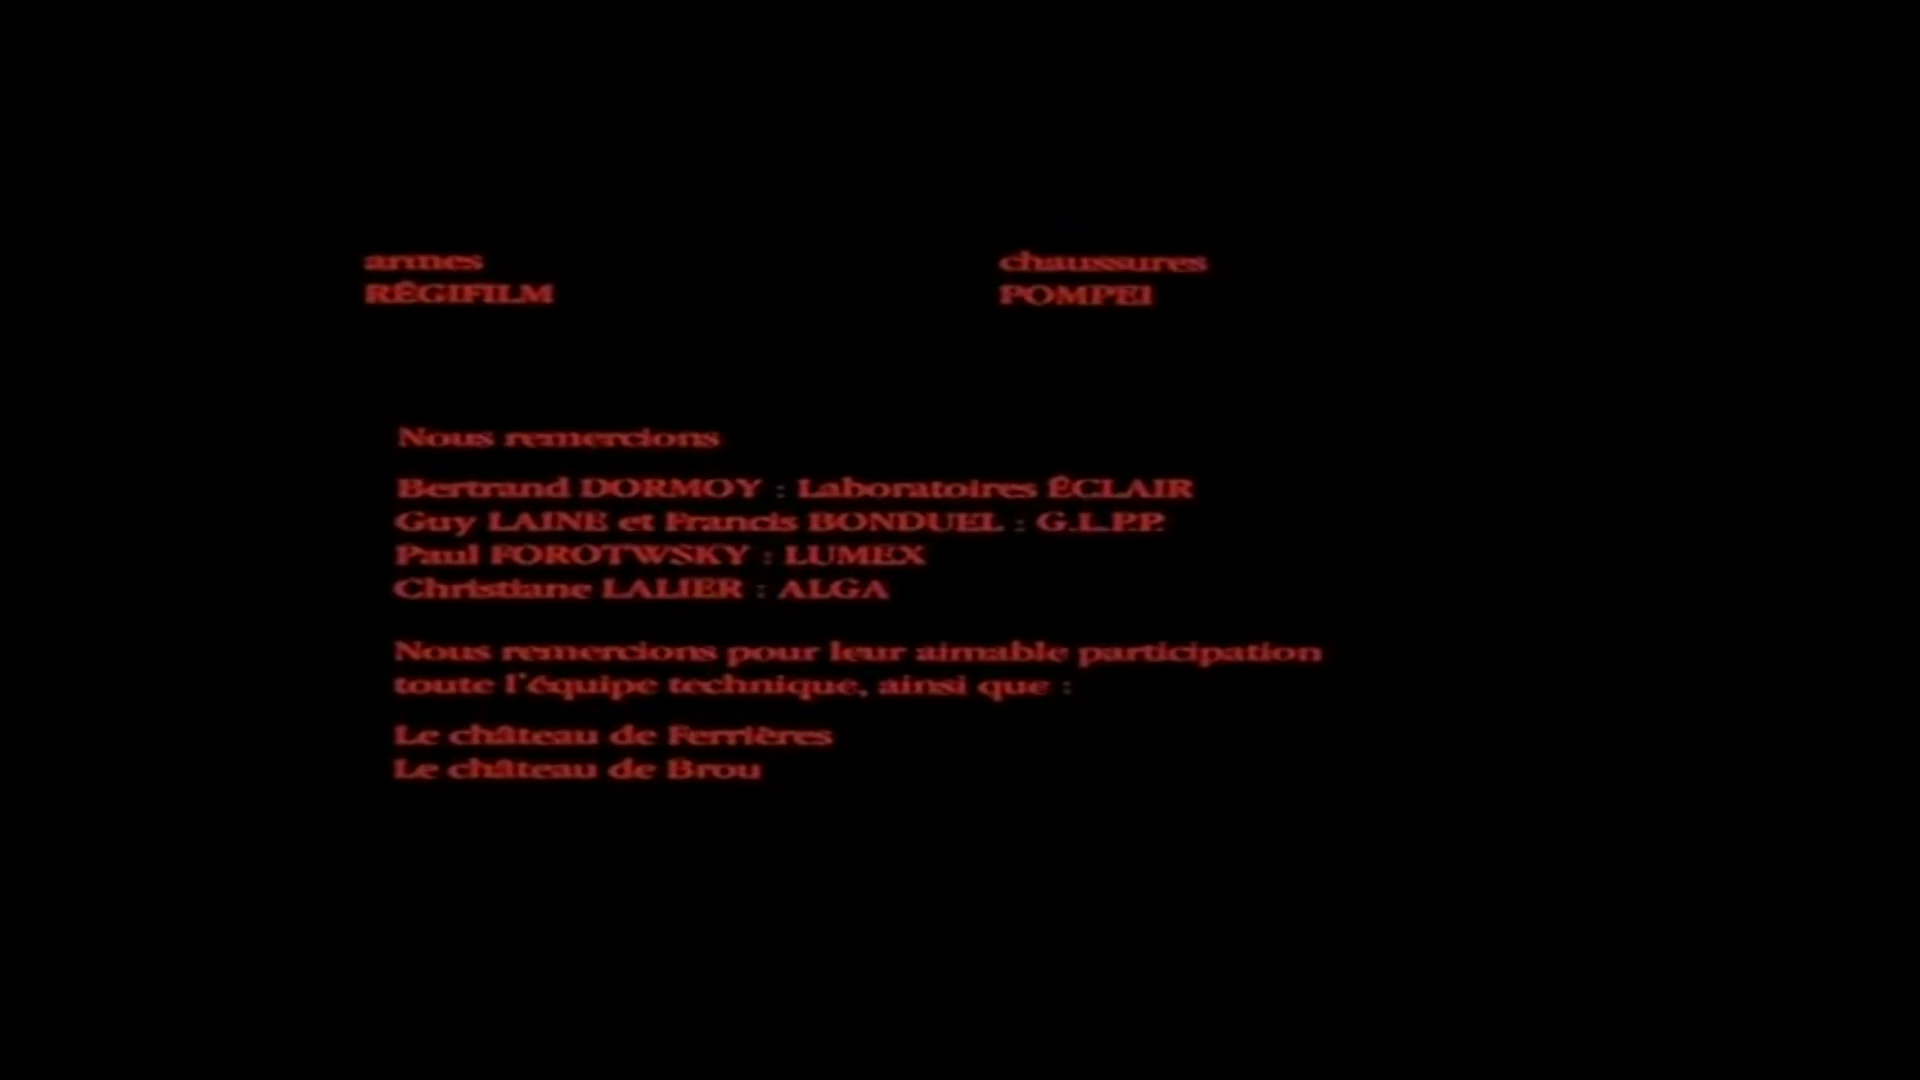 armes
RÉGIFILM
chaussures
POMPEI
Nous remercions
Bertrand DORMOY : Laboratoires ÉCLAIR
Guy LAINE et Francis BONDUEL : G.L.P.P.
Paul FOROTWSKY : LUMEX
Christiane LALIER : ALGA
Nous remercions pour leur aimable participation
toute l'équipe technique, ainsi que :
Le château de Ferrières
Le château de Brou